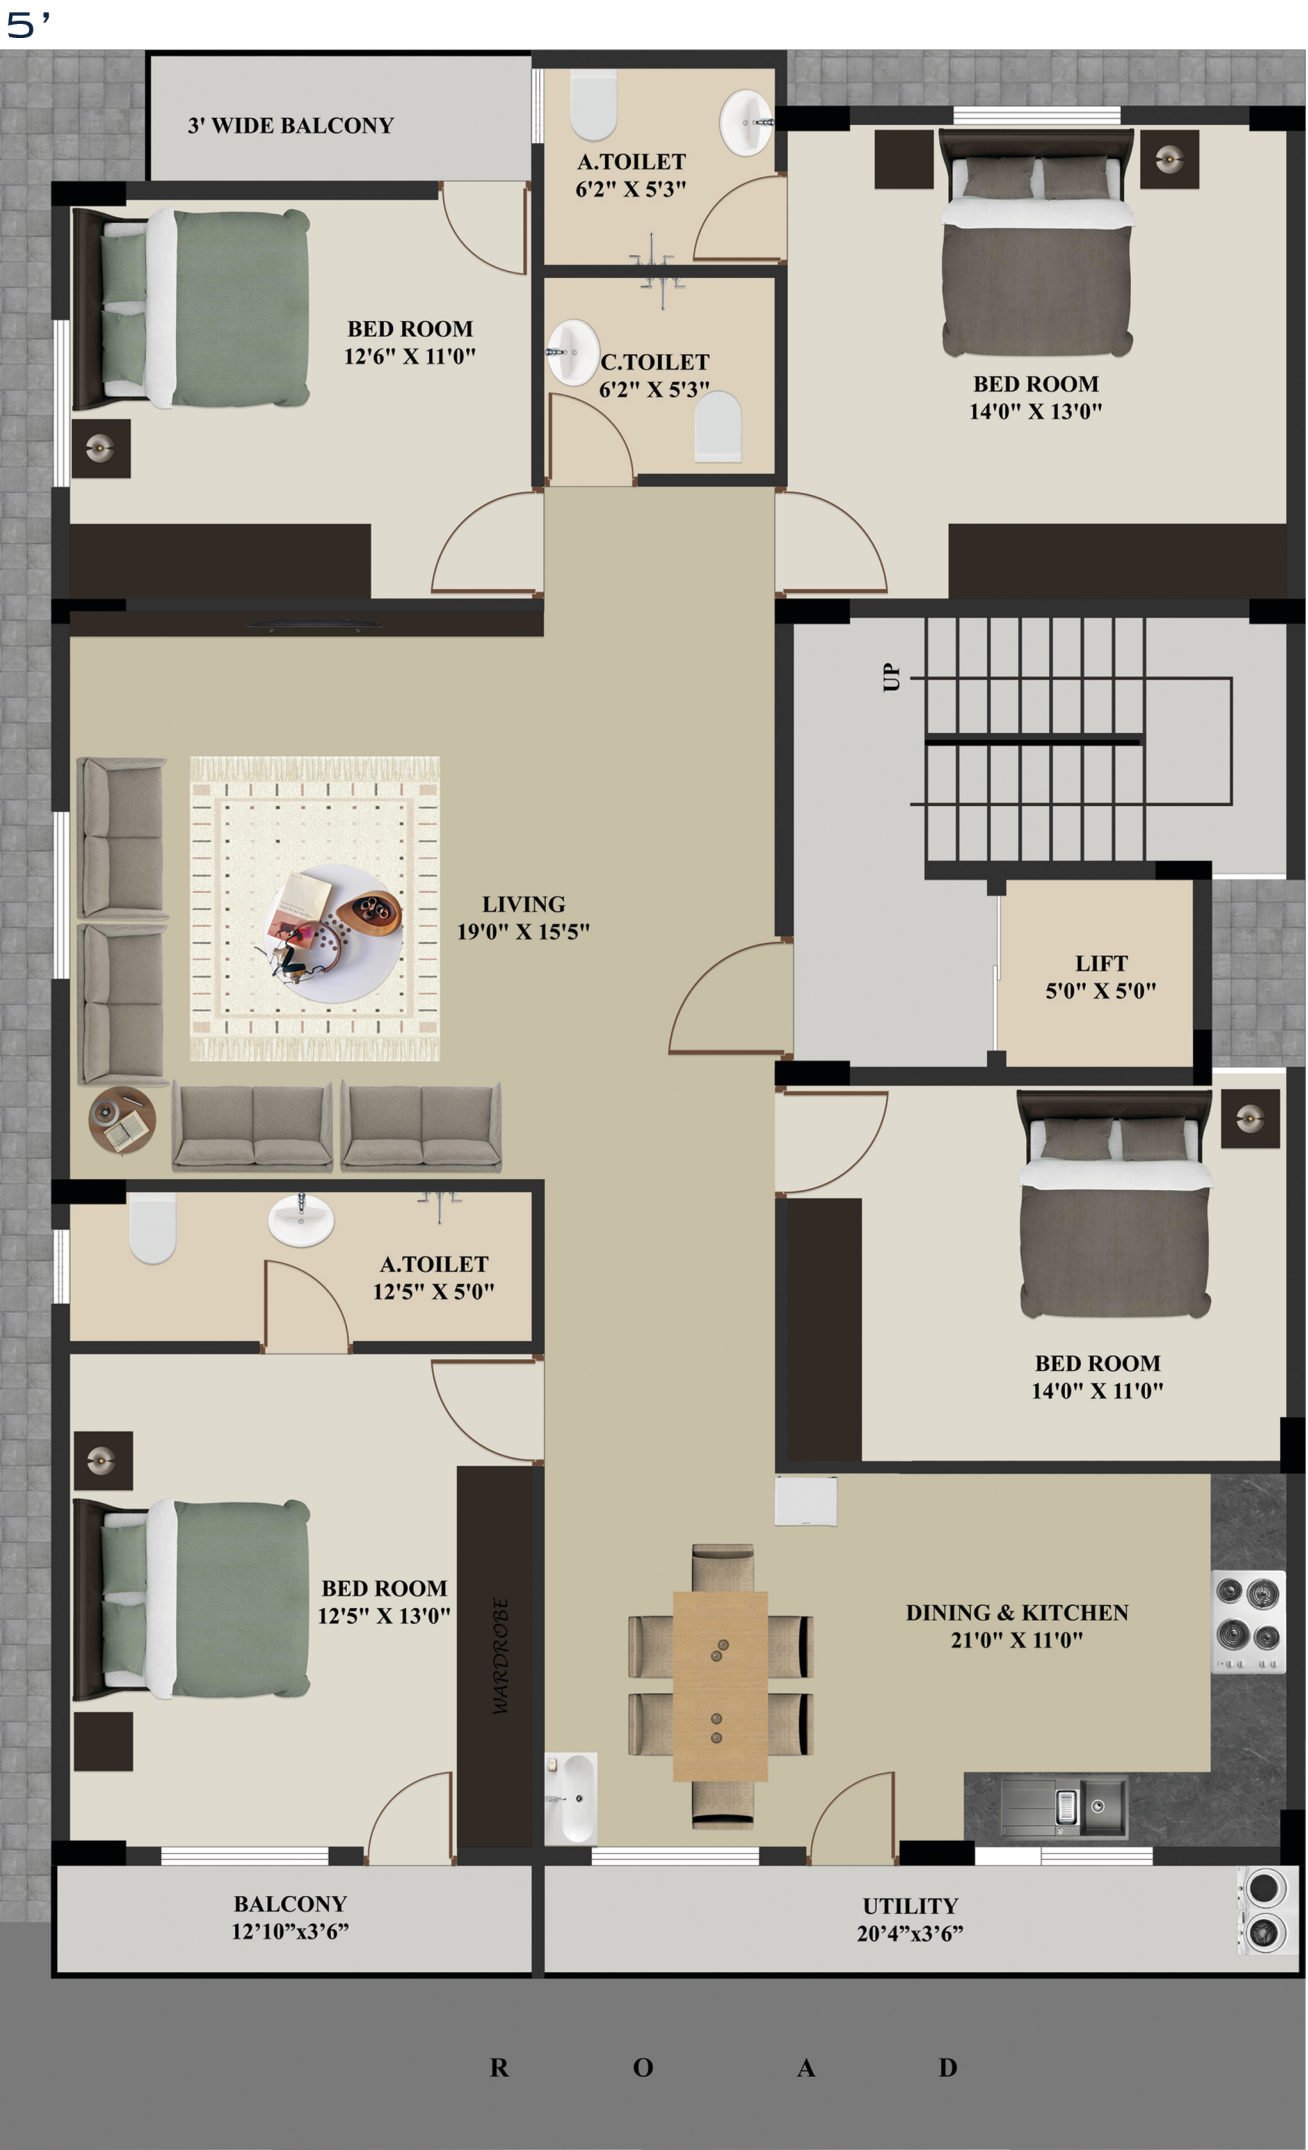 5’
3' WIDE BALCONY
A.TOILET
6'2" X 5'3"
BED ROOM
12'6" X 11'0"
C.TOILET
6'2" X 5'3"
BED ROOM
14'0" X 13'0"
UP
LIVING
19'0" X 15'5"
LIFT
5'0" X 5'0"
A.TOILET
12'5" X 5'0"
BED ROOM
14'0" X 11'0"
BED ROOM
12'5" X 13'0"
WARDROBE
DINING & KITCHEN
21'0" X 11'0"
BALCONY
12’10”x3’6”
UTILITY
20’4”x3’6”
R O A D